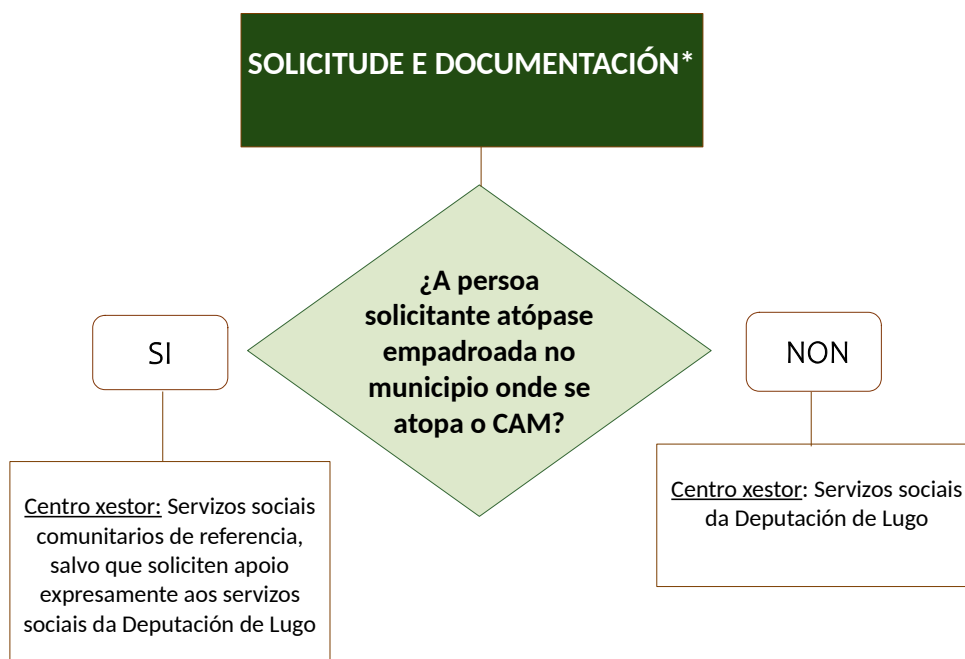 SOLICITUDE E DOCUMENTACIÓN*
¿A persoa
solicitante atópase
empadroada no
municipio onde se
atopa o CAM?
SI
NON
Centro xestor: Servizos sociais
comunitarios de referencia,
salvo que soliciten apoio
expresamente aos servizos
sociais da Deputación de Lugo
Centro xestor: Servizos sociais
da Deputación de Lugo